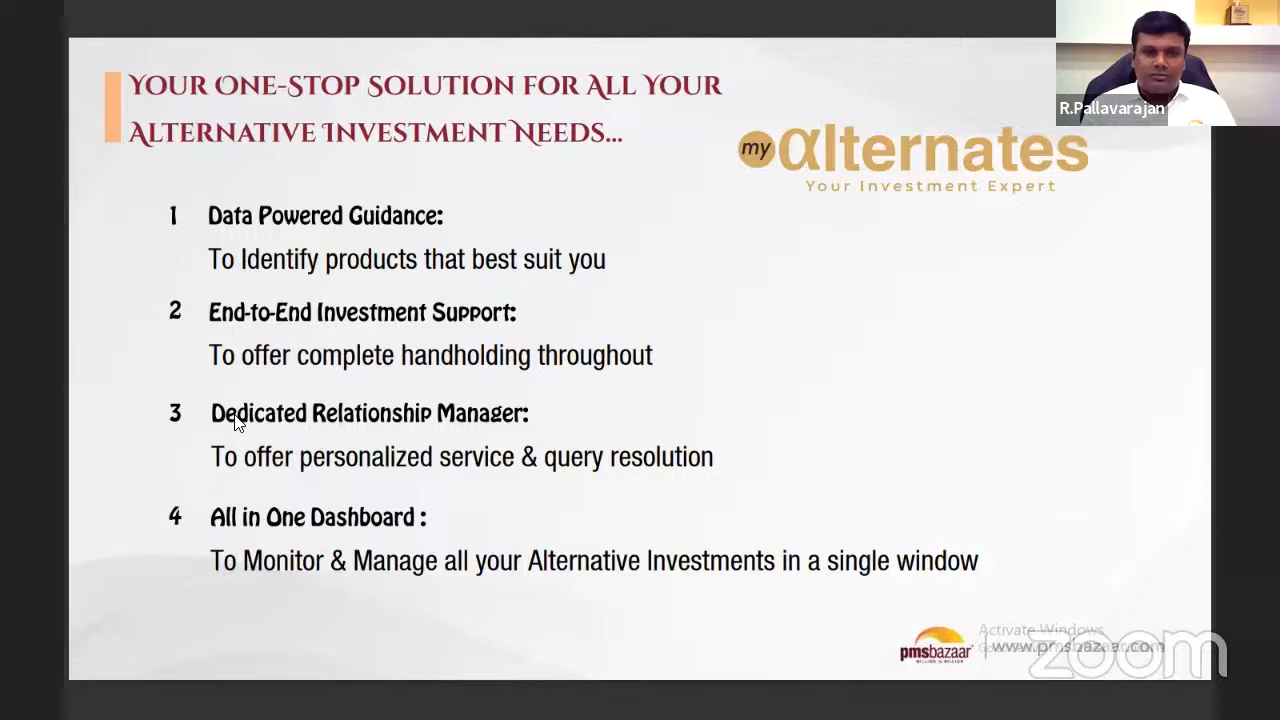 YOUR ONE-STOP SOLUTION FOR ALL YOUR
ALTERNATIVE INVESTMENT NEEDS...
R.Pallavarajan
my αlternates
Your Investment Expert
1 Data Powered Guidance:
To Identify products that best suit you
2 End-to-End Investment Support:
To offer complete handholding throughout
3 Dedicated Relationship Manager:
To offer personalized service & query resolution
4 All in One Dashboard :
To Monitor & Manage all your Alternative Investments in a single window
pmsbazaar
Activate Windows
www.pmsbazaar.com
zoom